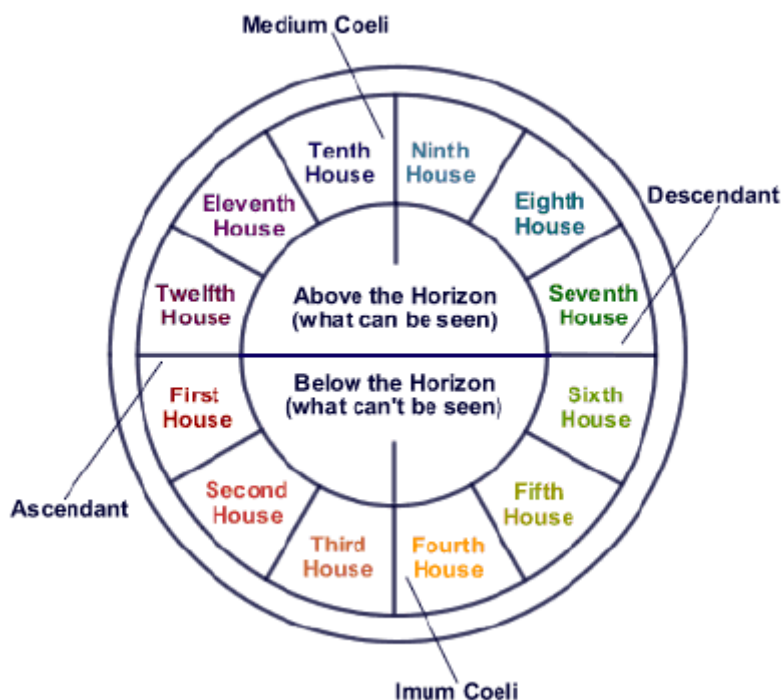 Medium Coeli
Tenth
House
Ninth
House
Eleventh
House
Eighth
House
Descendant
Twelfth
House
Above the Horizon
(what can be seen)
Seventh
House
First
House
Below the Horizon
(what can't be seen)
Sixth
House
Ascendant
Second
House
Fifth
House
Third
House
Fourth
House
Imum Coeli